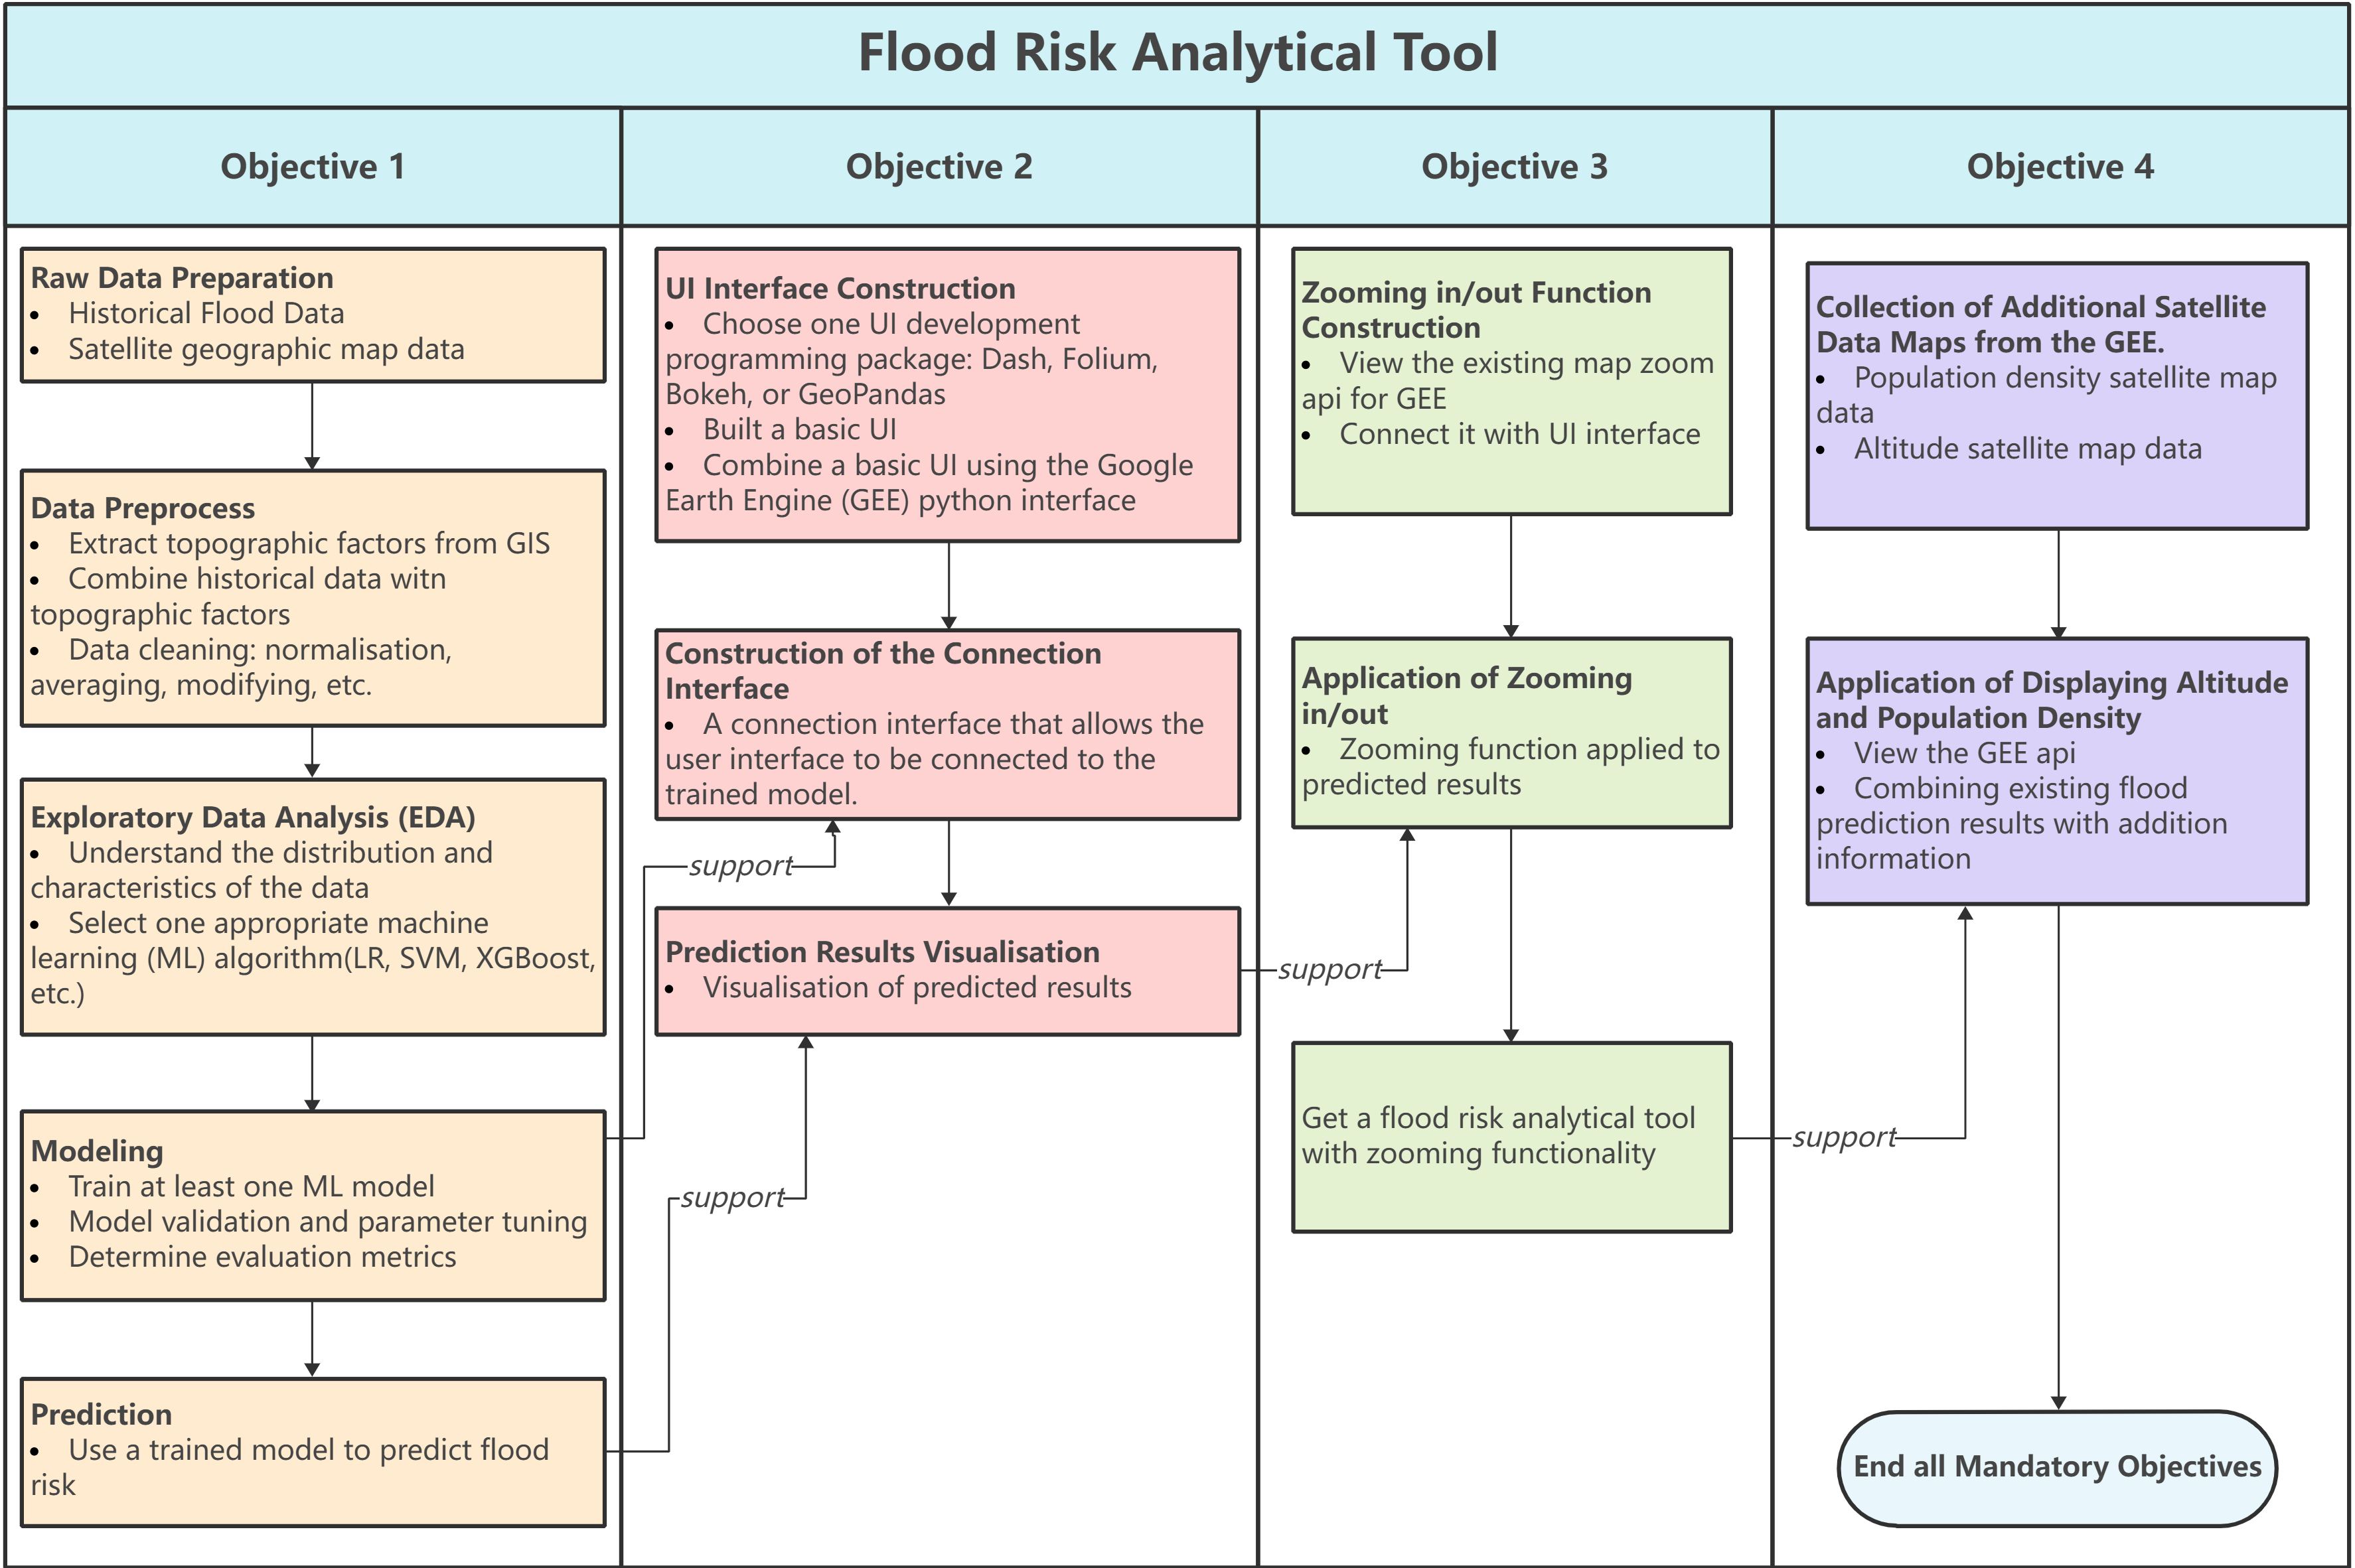 Flood Risk Analytical Tool
Objective 1
Objective 2
Objective 3
Objective 4
Raw Data Preparation
• Historical Flood Data
• Satellite geographic map data
Data Preprocess
• Extract topographic factors from GIS
• Combine historical data witn
topographic factors
• Data cleaning: normalisation,
averaging, modifying, etc.
Exploratory Data Analysis (EDA)
• Understand the distribution and
characteristics of the data
• Select one appropriate machine
learning (ML) algorithm(LR, SVM, XGBoost,
etc.)
Modeling
• Train at least one ML model
• Model validation and parameter tuning
• Determine evaluation metrics
Prediction
• Use a trained model to predict flood
risk
UI Interface Construction
• Choose one UI development
programming package: Dash, Folium,
Bokeh, or GeoPandas
• Built a basic UI
• Combine a basic UI using the Google
Earth Engine (GEE) python interface
Construction of the Connection
Interface
• A connection interface that allows the
user interface to be connected to the
trained model.
support
Prediction Results Visualisation
• Visualisation of predicted results
support
Zooming in/out Function
Construction
• View the existing map zoom
api for GEE
• Connect it with UI interface
Application of Zooming
in/out
• Zooming function applied to
predicted results
support
Get a flood risk analytical tool
with zooming functionality
Collection of Additional Satellite
Data Maps from the GEE.
• Population density satellite map
data
• Altitude satellite map data
Application of Displaying Altitude
and Population Density
• View the GEE api
• Combining existing flood
prediction results with addition
information
support
End all Mandatory Objectives